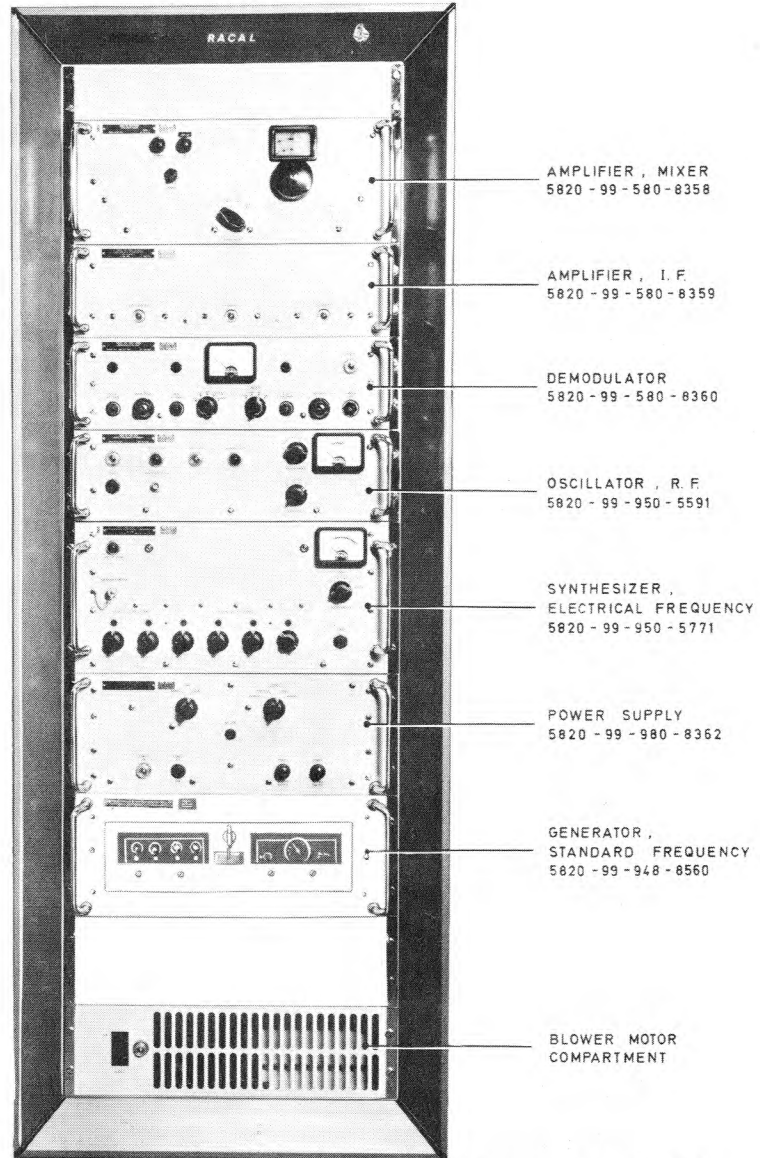 RACAL
AMPLIFIER , MIXER
5820 - 99 - 580 - 8358
AMPLIFIER , I. F.
5820 - 99 - 580 - 8359
DEMODULATOR
5820 - 99 - 580 - 8360
OSCILLATOR , R. F.
5820 - 99 - 950 - 5591
SYNTHESIZER ,
ELECTRICAL FREQUENCY
5820 - 99 - 950 - 5771
POWER SUPPLY
5820 - 99 - 980 - 8362
GENERATOR ,
STANDARD FREQUENCY
5820 - 99 - 948 - 8560
BLOWER MOTOR
COMPARTMENT